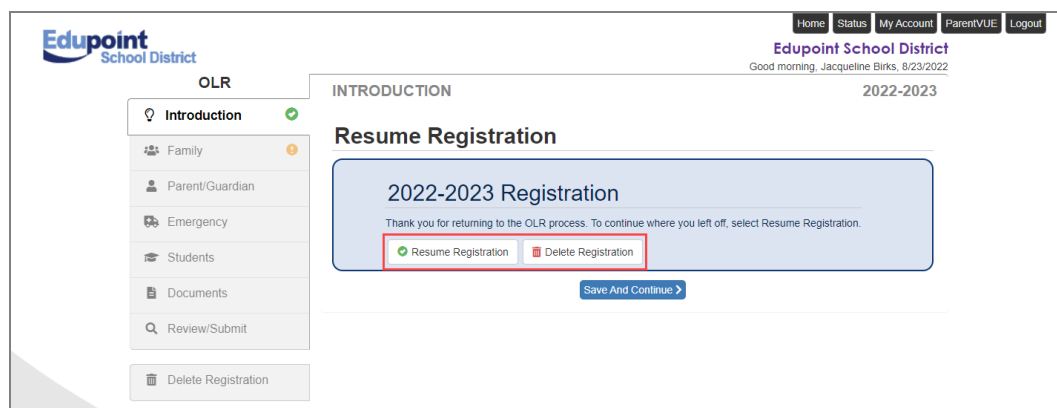 Home Status My Account ParentVUE Logout
Edupoint
School District
Edupoint School District
Good morning, Jacqueline Birks, 8/23/2022
OLR
INTRODUCTION 2022-2023
Introduction
Family
Parent/Guardian
Emergency
Students
Documents
Review/Submit
Delete Registration
Resume Registration
2022-2023 Registration
Thank you for returning to the OLR process. To continue where you left off, select Resume Registration.
Resume Registration Delete Registration
Save And Continue